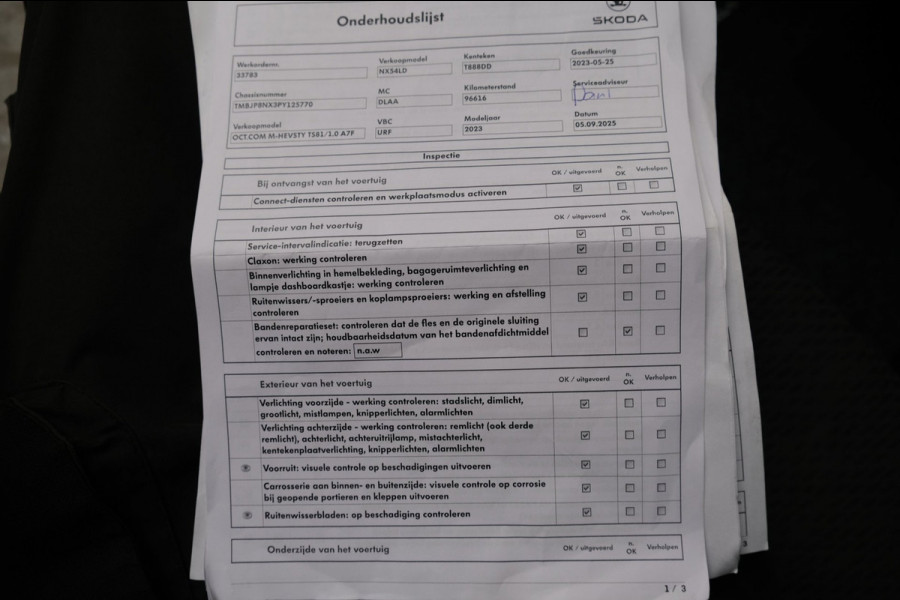 Onderhoudslijst
SKODA
Werkordernr. Verkoopmodel Kenteken Goedkeuring
33785 NX54LD T888DD 2023-05-25
Chassisnummer MC Kilometerstand Serviceadviseur
TMBJP8NX3PY125770 DLAA 96616
Verkoopmodel VBC Modeljaar Datum
OCT.COM M-HEVSTY TS81/1.0 A7F URF 2023 05.09.2025
Inspectie
Bij ontvangst van het voertuig OK / uitgevoerd n. OK Verholpen
Connect-diensten controleren en werkplaatsmodus activeren
Interieur van het voertuig OK / uitgevoerd n. OK Verholpen
Service-intervalindicatie: terugzetten
Claxon: werking controleren
Binnenverlichting in hemelbekleding, bagageruimteverlichting en
lampje dashboardkastje: werking controleren
Ruitenwissers/-sproeiers en koplampsproeiers: werking en afstelling
controleren
Bandenreparatieset: controleren dat de fles en de originele sluiting
ervan intact zijn; houdbaarheidsdatum van het bandenafdichtmiddel
controleren en noteren: n.a.w
Exterieur van het voertuig OK / uitgevoerd n. OK Verholpen
Verlichting voorzijde - werking controleren: stadslicht, dimlicht,
grootlicht, mistlampen, knipperlichten, alarmlichten
Verlichting achterzijde - werking controleren: remlicht (ook derde
remlicht), achterlicht, achteruitrijlamp, mistachterlicht,
kentekenplaatverlichting, knipperlichten, alarmlichten
Voorruit: visuele controle op beschadigingen uitvoeren
Carrosserie aan binnen- en buitenzijde: visuele controle op corrosie
bij geopende portieren en kleppen uitvoeren
Ruitenwisserbladen: op beschadiging controleren
Onderzijde van het voertuig OK / uitgevoerd n. OK Verholpen
1 / 3
3